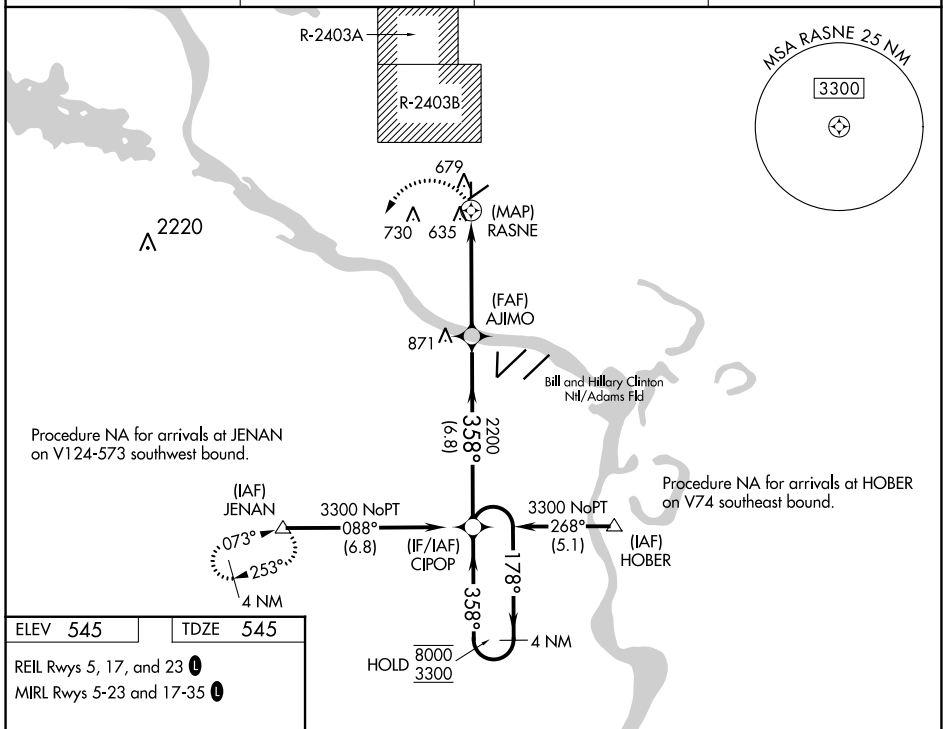 R-2403A
R-2403B
MSA RASNE 25 NM
3300
679
730
635
(MAP)
RASNE
2220
(FAF)
AJIMO
871
Bill and Hillary Clinton
Ntl/Adams Fld
2200
358°
(6.8)
Procedure NA for arrivals at JENAN
on V124-573 southwest bound.
Procedure NA for arrivals at HOBER
on V74 southeast bound.
(IAF)
JENAN
3300 NoPT
088°
(6.8)
(IF/IAF)
CIPOP
3300 NoPT
268°
(5.1)
(IAF)
HOBER
073°
253°
4 NM
178°
358°
4 NM
HOLD
8000
3300
ELEV 545
TDZE 545
REIL Rwys 5, 17, and 23 L
MIRL Rwys 5-23 and 17-35 L